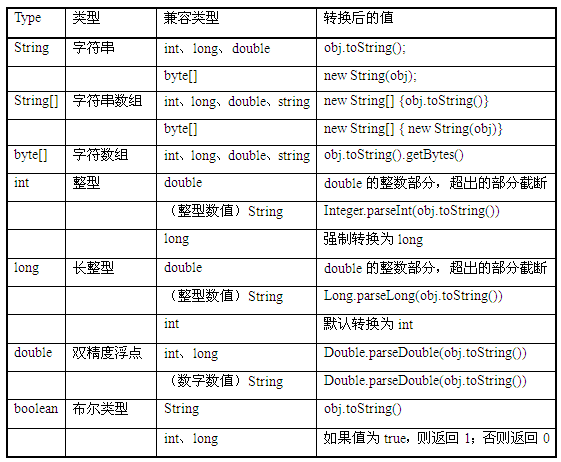 Type 类型 兼容类型 转换后的值
String 字符串 int、long、double obj.toString();
byte[] new String(obj);
String[] 字符串数组 int、long、double、string new String[] {obj.toString()}
byte[] new String[] { new String(obj)}
byte[] 字符数组 int、long、double、string obj.toString().getBytes()
int 整型 double double 的整数部分，超出的部分截断
（整型数值）String Integer.parseInt(obj.toString())
long 强制转换为 long
long 长整型 double double 的整数部分，超出的部分截断
（整型数值）String Long.parseLong(obj.toString())
int 默认转换为 int
double 双精度浮点 int、long Double.parseDouble(obj.toString())
（数字数值）String Double.parseDouble(obj.toString())
boolean 布尔类型 String obj.toString()
int、long 如果值为 true，则返回 1；否则返回 0